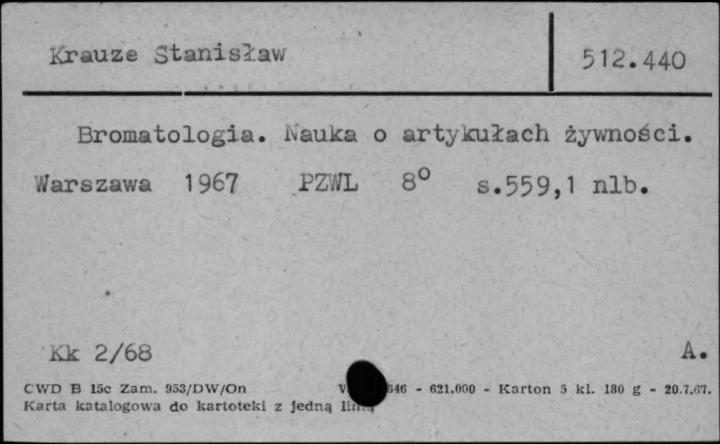 Krauze Stanisław 512.440
Bromatologia. Nauka o artykułach żywności.
Warszawa 1967 PZWL 8° s.559,1 nlb.
Kk 2/68 A.
CWD B 15c Zam. 953/DW/On 646 - 621.000 - Karton 5 kl. 180 g - 20.7.67.
Karta katalogowa do kartoteki z jedną